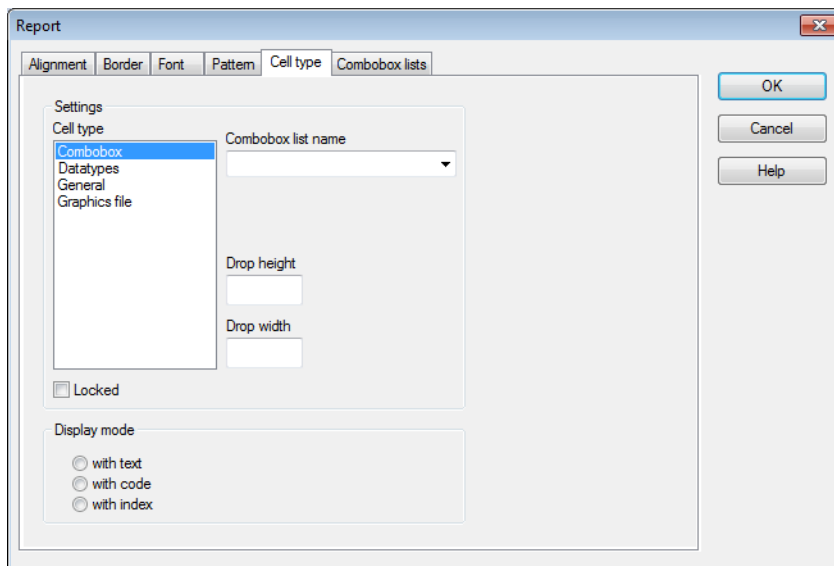 Report
Alignment Border Font Pattern Cell type Combobox lists
OK
Cancel
Help
Settings
Cell type
Combobox
Datatypes
General
Graphics file
Combobox list name
Drop height
Drop width
Locked
Display mode
with text
with code
with index